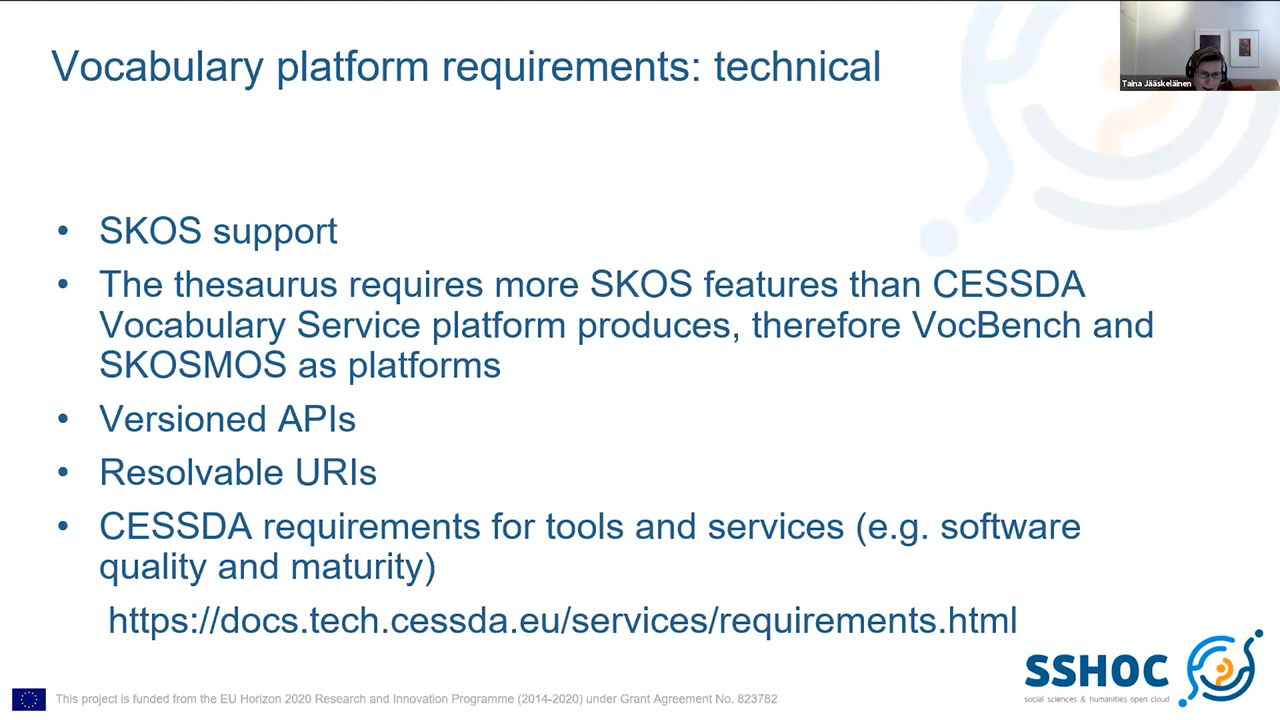 Vocabulary platform requirements: technical
Taina Jääskeläinen
• SKOS support
• The thesaurus requires more SKOS features than CESSDA
Vocabulary Service platform produces, therefore VocBench and
SKOSMOS as platforms
• Versioned APIs
• Resolvable URIs
• CESSDA requirements for tools and services (e.g. software
quality and maturity)
https://docs.tech.cessda.eu/services/requirements.html
SSHOC
social sciences & humanities open cloud
This project is funded from the EU Horizon 2020 Research and Innovation Programme (2014-2020) under Grant Agreement No. 823782